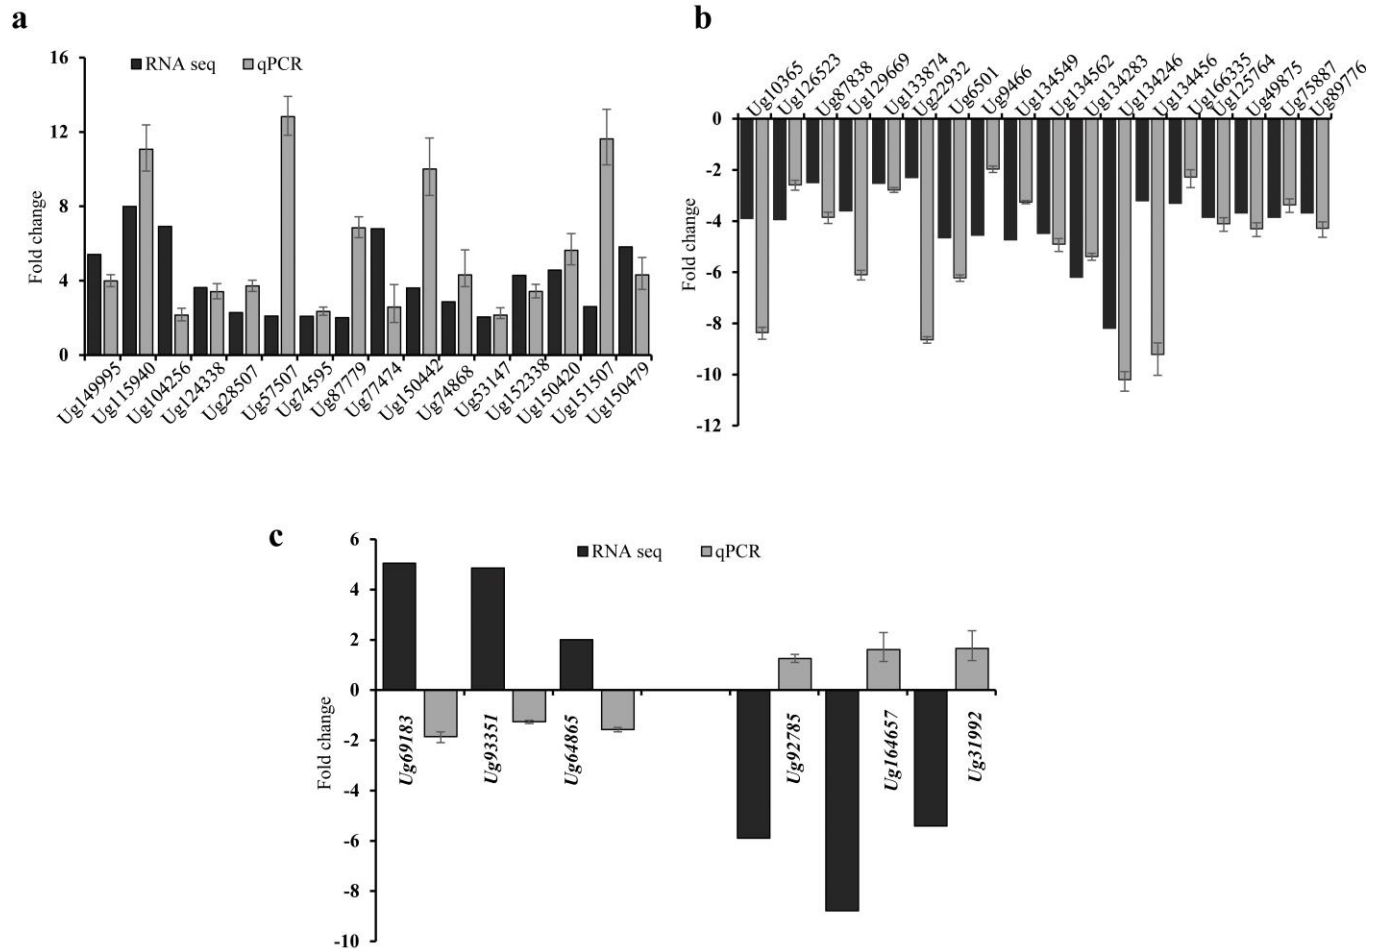 a
RNA seq qPCR
Fold change
16
12
8
4
0
Ug149995
Ug115940
Ug104256
Ug124338
Ug28507
Ug57507
Ug74595
Ug87779
Ug77474
Ug150442
Ug74868
Ug53147
Ug152338
Ug150420
Ug151507
Ug150479
b
Ug10365
Ug126523
Ug87838
Ug129669
Ug133874
Ug22932
Ug6501
Ug9466
Ug134549
Ug134562
Ug134283
Ug134246
Ug134456
Ug166335
Ug125764
Ug49875
Ug75887
Ug89776
Fold change
0
-2
-4
-6
-8
-10
-12
c
RNA seq qPCR
Fold change
6
4
2
0
-2
-4
-6
-8
-10
Ug69183
Ug93351
Ug64865
Ug92785
Ug164657
Ug31992